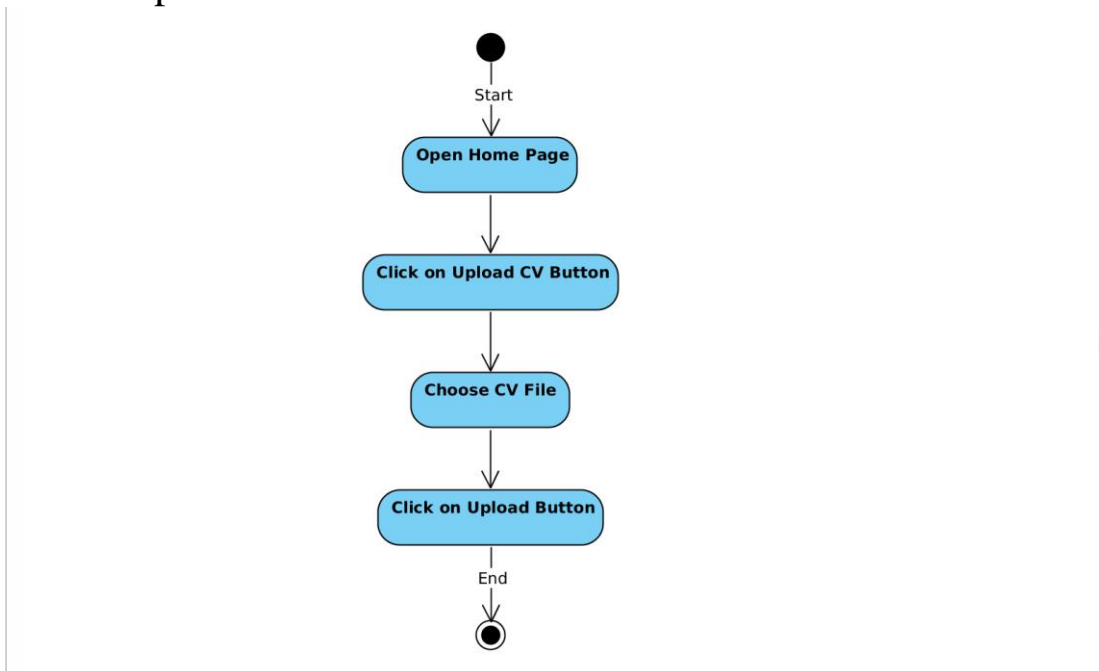 Start
Open Home Page
Click on Upload CV Button
Choose CV File
Click on Upload Button
End